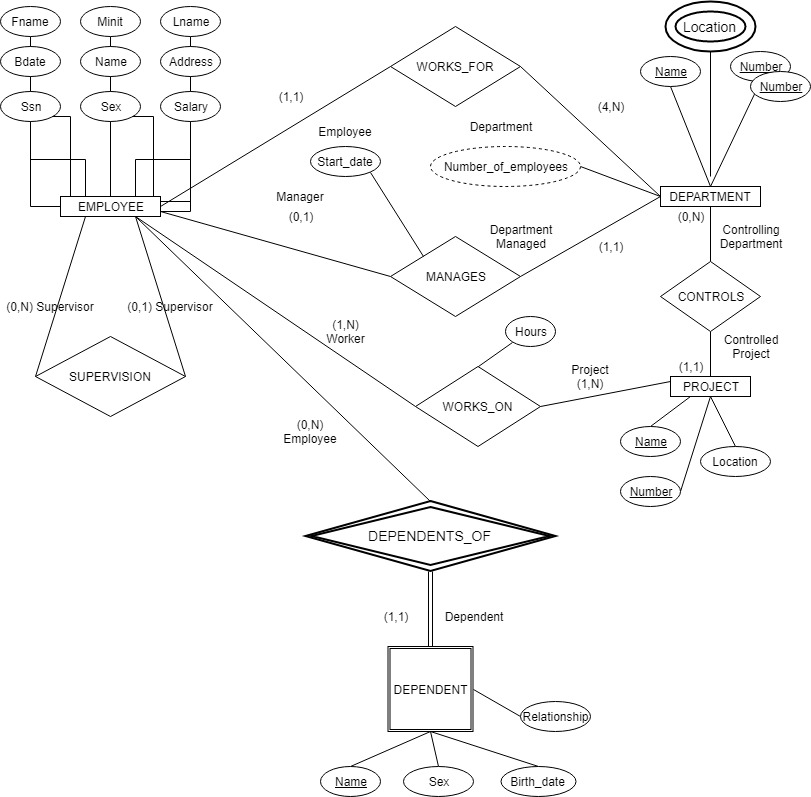 Fname
Minit
Lname
Location
Bdate
Name
Address
WORKS_FOR
Name
Number
Number
Ssn
Sex
Salary
(1,1)
(4,N)
Employee
Department
Start_date
Number_of_employees
Manager
EMPLOYEE
DEPARTMENT
(0,1)
(0,N)
Department
Managed
Controlling
Department
(1,1)
MANAGES
CONTROLS
(0,N) Supervisor
(0,1) Supervisor
(1,N)
Worker
Hours
Controlled
Project
SUPERVISION
Project
(1,N)
(1,1)
PROJECT
WORKS_ON
(0,N)
Employee
Name
Location
Number
DEPENDENTS_OF
(1,1)
Dependent
DEPENDENT
Relationship
Name
Sex
Birth_date